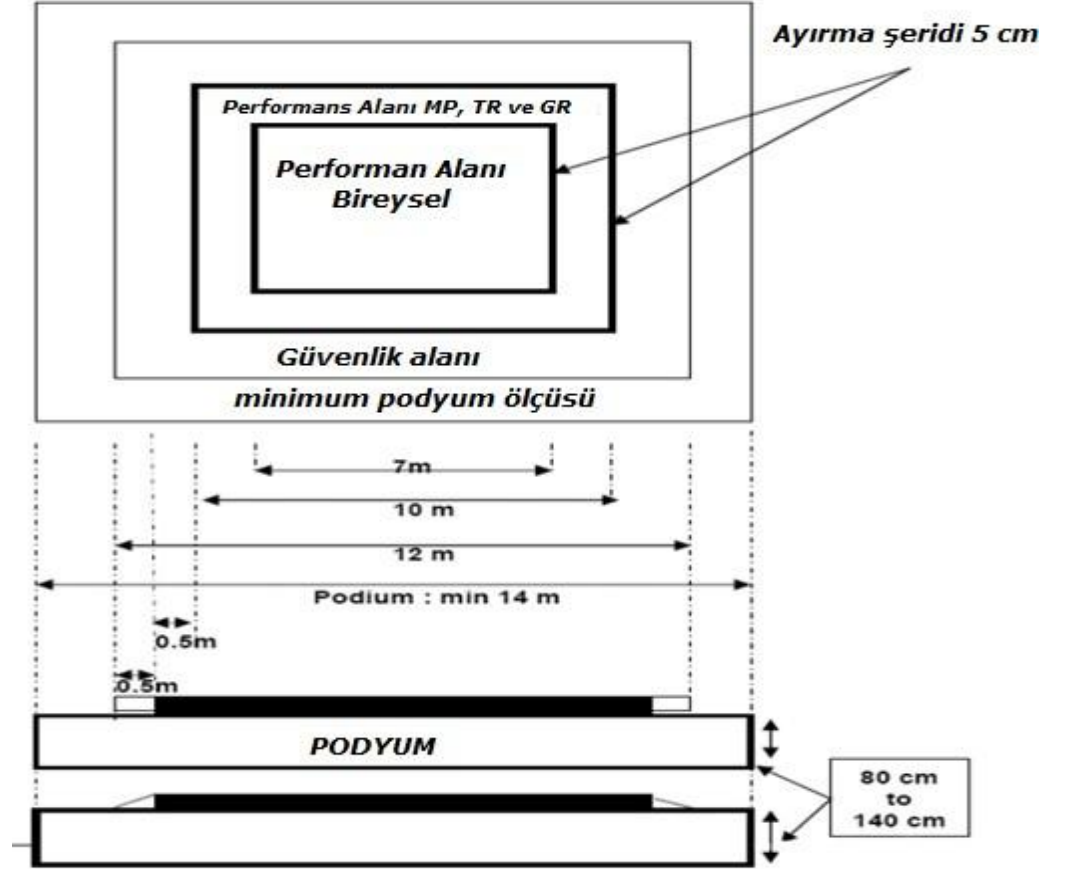 Ayırma şeridi 5 cm
Performans Alanı MP, TR ve GR
Performan Alanı
Bireysel
Güvenlik alanı
minimum podyum ölçüsü
7m
10 m
12 m
Podium : min 14 m
0.5m
0.5m
PODYUM
80 cm
to
140 cm